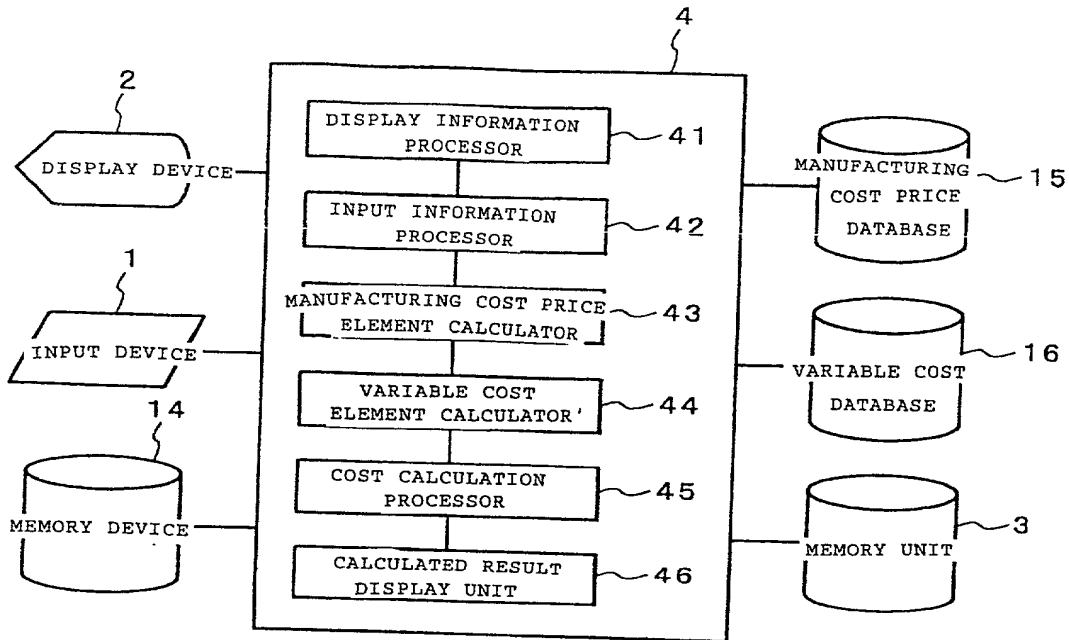 4
2
DISPLAY DEVICE
1
INPUT DEVICE
14
MEMORY DEVICE
DISPLAY INFORMATION
PROCESSOR
41
INPUT INFORMATION
PROCESSOR
42
MANUFACTURING COST PRICE
ELEMENT CALCULATOR
43
VARIABLE COST
ELEMENT CALCULATOR'
44
COST CALCULATION
PROCESSOR
45
CALCULATED RESULT
DISPLAY UNIT
46
MANUFACTURING
COST PRICE
DATABASE
15
VARIABLE COST
DATABASE
16
MEMORY UNIT
3